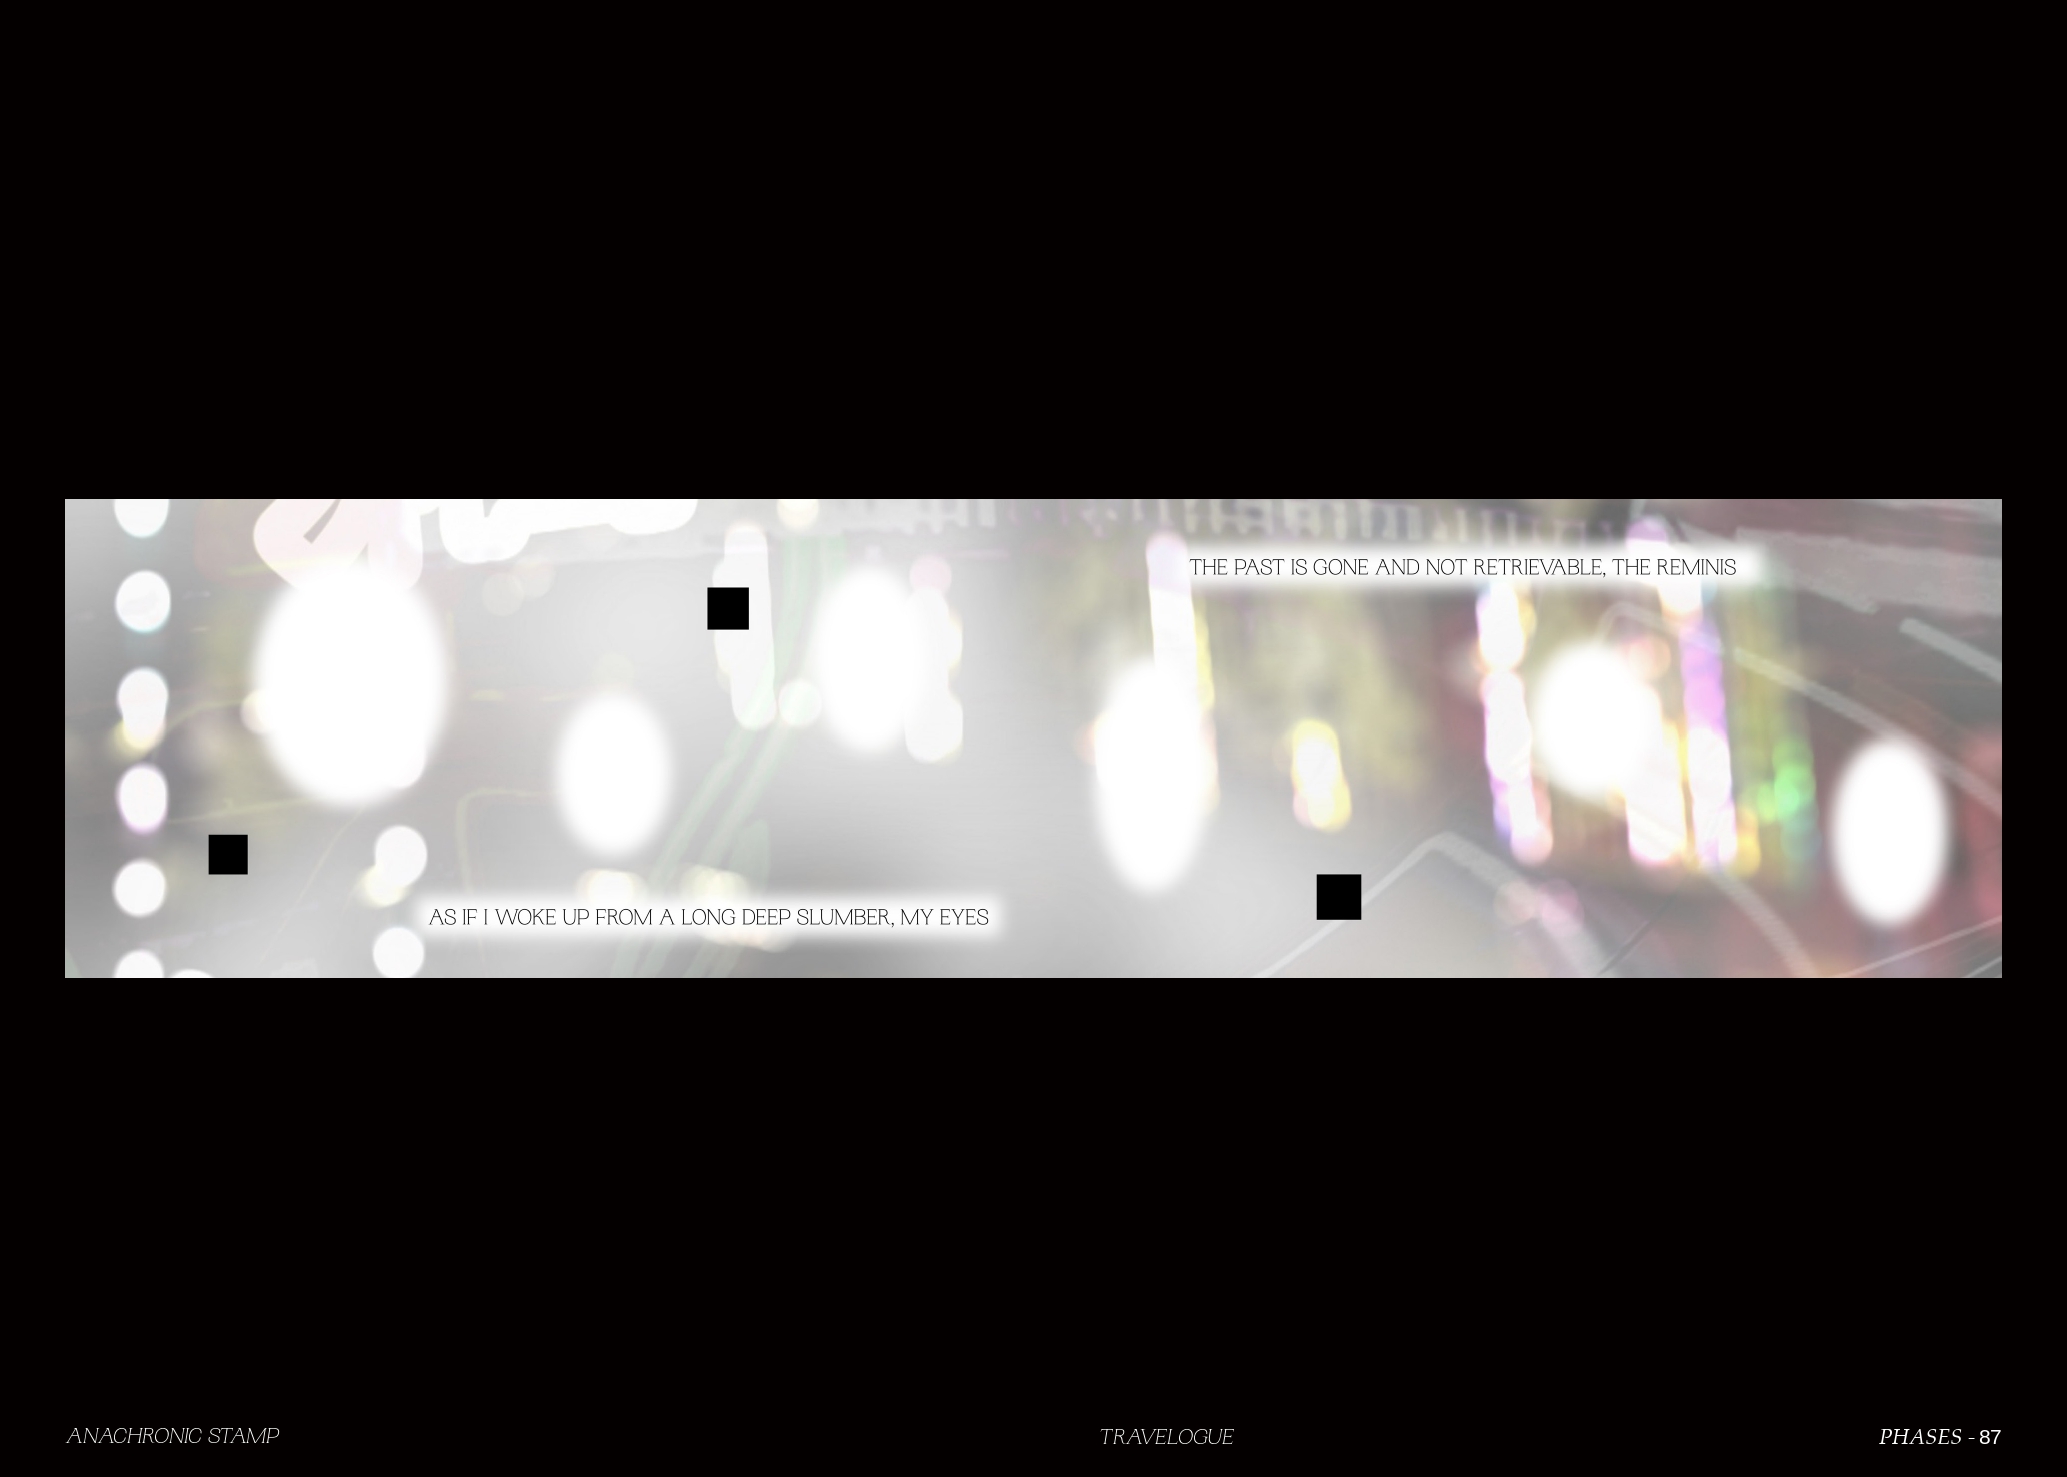 THE PAST IS GONE AND NOT RETRIEVABLE, THE REMINIS
AS IF I WOKE UP FROM A LONG DEEP SLUMBER, MY EYES
ANACHRONIC STAMP
TRAVELOGUE
PHASES - 87